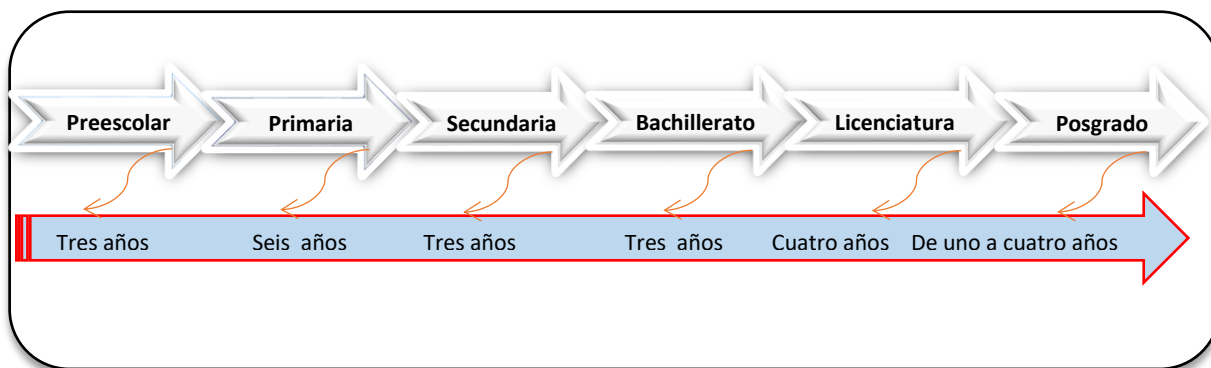 Preescolar Primaria Secundaria Bachillerato Licenciatura Posgrado
Tres años Seis años Tres años Tres años Cuatro años De uno a cuatro años